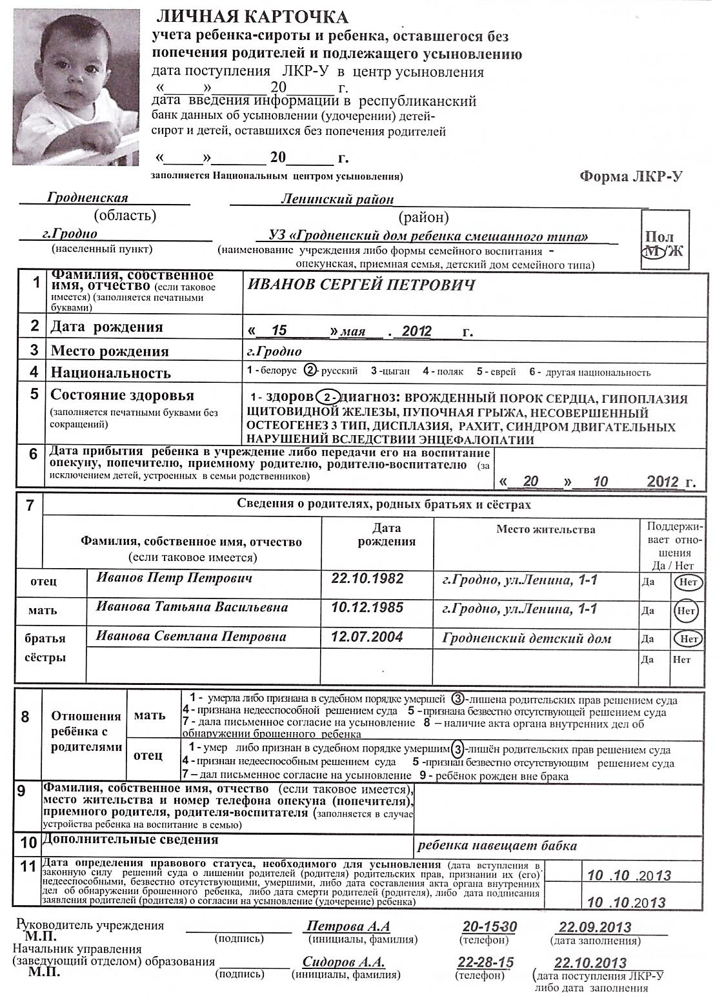 ЛИЧНАЯ КАРТОЧКА
учета ребенка-сироты и ребенка, оставшегося без
попечения родителей и подлежащего усыновлению
дата поступления ЛКР-У в центр усыновления
«____»_______20______ г.
дата введения информации в республиканский
банк данных об усыновлении (удочерении) детей-
сирот и детей, оставшихся без попечения родителей
«_____»_______ 20______ г.
заполняется Национальным центром усыновления)
Форма ЛКР-У
Гродненская Ленинский район
(область) (район)
г.Гродно УЗ «Гродненский дом ребенка смешанного типа»
(населенный пункт) (наименование учреждения либо формы семейного воспитания –
опекунская, приемная семья, детский дом семейного типа)
Пол
М/Ж
1 Фамилия, собственное
имя, отчество (если таковое
имеется) (заполняется печатными
буквами)
ИВАНОВ СЕРГЕЙ ПЕТРОВИЧ
2 Дата рождения « 15 » мая . 2012 г.
3 Место рождения г.Гродно
4 Национальность 1 - белорус 2- русский 3 -цыган 4 - поляк 5 - еврей 6 - другая национальность
5 Состояние здоровья
(заполняется печатными буквами без
сокращений)
1 - здоров 2 - диагноз: ВРОЖДЕННЫЙ ПОРОК СЕРДЦА, ГИПОПЛАЗИЯ
ЩИТОВИДНОЙ ЖЕЛЕЗЫ, ПУПОЧНАЯ ГРЫЖА, НЕСОВЕРШЕННЫЙ
ОСТЕОГЕНЕЗ 3 ТИП, ДИСПЛАЗИЯ, РАХИТ, СИНДРОМ ДВИГАТЕЛЬНЫХ
НАРУШЕНИЙ ВСЛЕДСТВИИ ЭНЦЕФАЛОПАТИИ
6 Дата прибытия ребенка в учреждение либо передачи его на воспитание
опекуну, попечителю, приемному родителю, родителю-воспитателю (за
исключением детей, устроенных в семьи родственников)
« 20 » 10 2012 г.
7 Сведения о родителях, родных братьях и сёстрах
Фамилия, собственное имя, отчество
(если таковое имеется)
Дата
рождения
Место жительства
Поддержи-
вает отно-
шения
Да / Нет
отец Иванов Петр Петрович 22.10.1982 г.Гродно, ул.Ленина, 1-1 Да Нет
мать Иванова Татьяна Васильевна 10.12.1985 г.Гродно, ул.Ленина, 1-1 Да Нет
братья Иванова Светлана Петровна 12.07.2004 Гродненский детский дом Да Нет
сёстры Да Нет
8 Отношения
ребёнка с
родителями
мать
1 - умерла либо признана в судебном порядке умершей 3-лишена родительских прав решением суда
4 - признана недееспособной решением суда 5 -признана безвестно отсутствующей решением суда
7 - дала письменное согласие на усыновление 8 – наличие акта органа внутренних дел об
обнаружении брошенного ребенка
отец
1 - умер либо признан в судебном порядке умершим 3-лишён родительских прав решением суда
4 - признан недееспособным решением суда 5 -признан безвестно отсутствующим решением суда
7 – дал письменное согласие на усыновление 9 - ребёнок рожден вне брака
9 Фамилия, собственное имя, отчество (если таковое имеется),
место жительства и номер телефона опекуна (попечителя),
приемного родителя, родителя-воспитателя (заполняется в случае
устройства ребенка на воспитание в семью)
10 Дополнительные сведения ребенка навещает бабка
11 Дата определения правового статуса, необходимого для усыновления (дата вступления в
законную силу решений суда о лишении родителей (родителя) родительских прав, признании их (его)
недееспособными, безвестно отсутствующими, умершими, либо дата составления акта органа внутренних
дел об обнаружении брошенного ребенка, либо дата смерти родителей (родителя), либо дата подписания
заявления родителей (родителя) о согласии на усыновление (удочерение) ребенка)
10 .10 .2013
10 .10.2013
Руководитель учреждения Петрова А.А 20-15-30 22.09.2013
М.П. (подпись) (инициалы, фамилия) (телефон) (дата заполнения)
Начальник управления
(заведующий отделом) образования Сидоров А.А. 22-28-15 22.10.2013
М.П. (подпись) (инициалы, фамилия) (телефон) (дата поступления ЛКР-У
либо дата заполнения